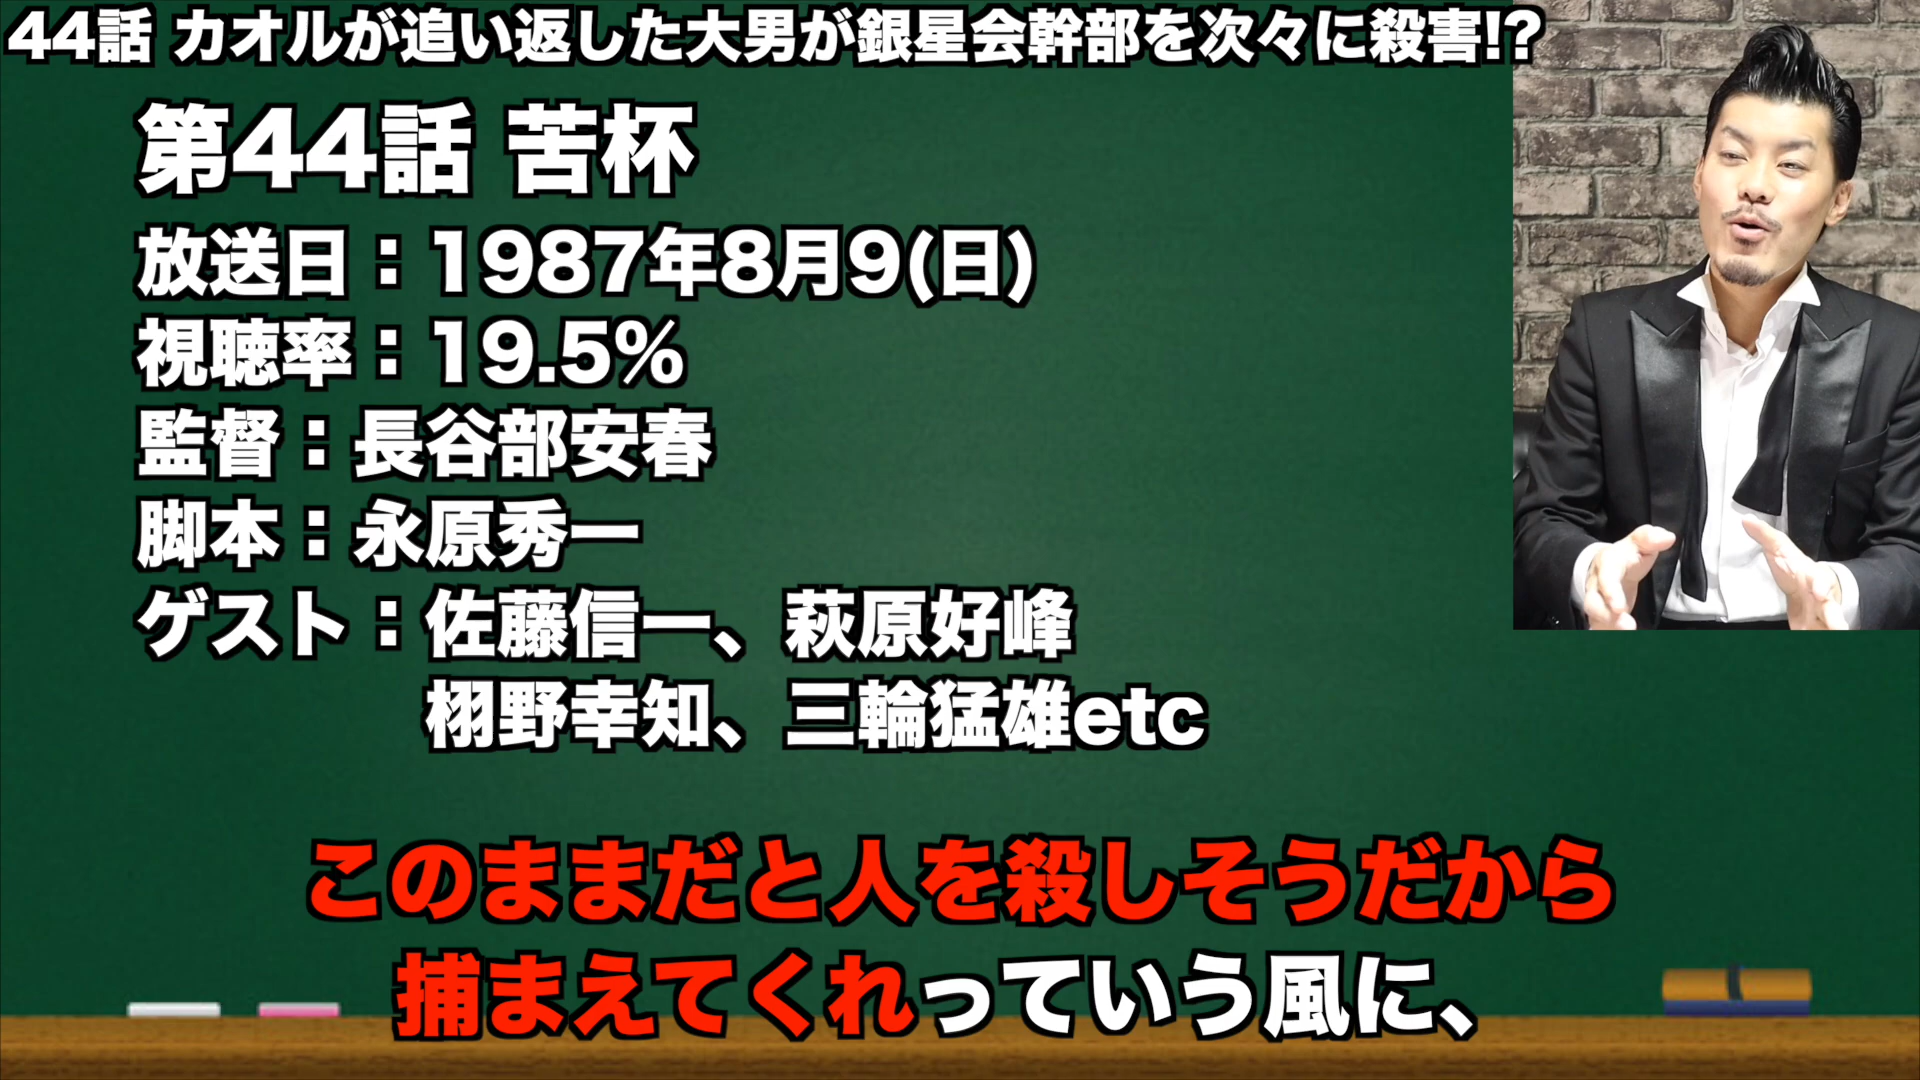 44話 カオルが追い返した大男が銀星会幹部を次々に殺害!?
第44話 苦杯
放送日：1987年8月9(日)
視聴率：19.5%
監督：長谷部安春
脚本：永原秀一
ゲスト：佐藤信一、萩原好峰
栩野幸知、三輪猛雄etc
このままだと人を殺しそうだから
捕まえてくれっていう風に、